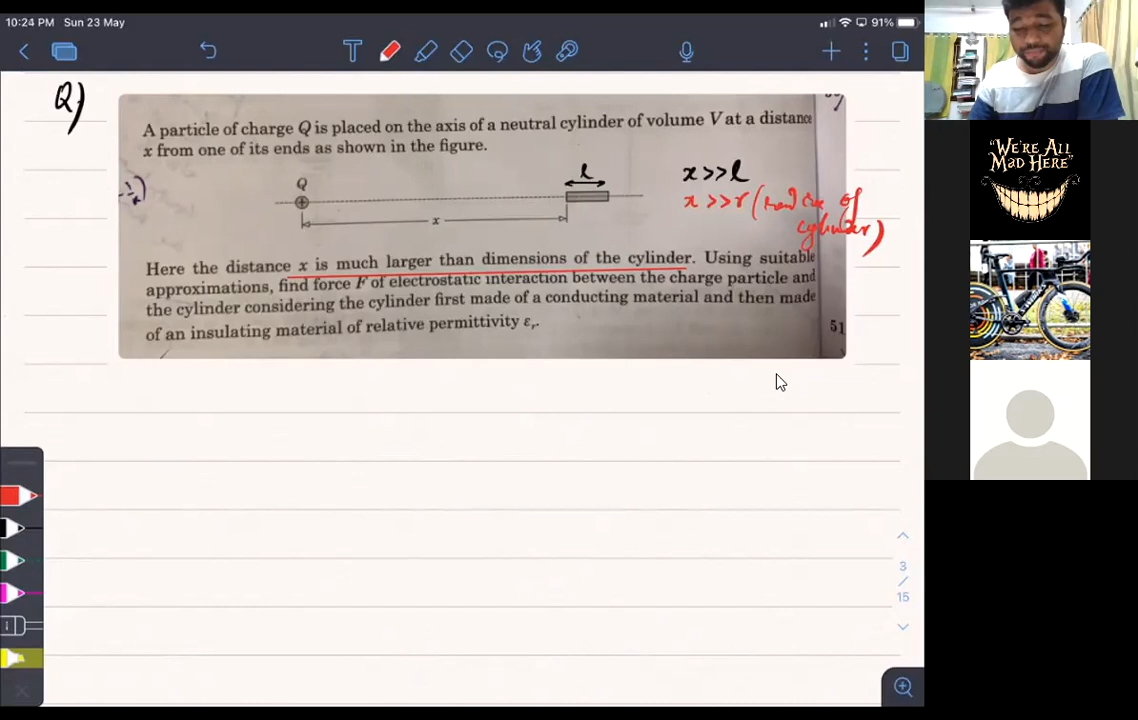 10:24 PM Sun 23 May
91%
Q)
A particle of charge Q is placed on the axis of a neutral cylinder of volume V at a distance
x from one of its ends as shown in the figure.
Q
l
x
x>>l
x>>r (radius of
cylinder)
Here the distance x is much larger than dimensions of the cylinder. Using suitable
approximations, find force F of electrostatic interaction between the charge particle and
the cylinder considering the cylinder first made of a conducting material and then made
of an insulating material of relative permittivity εr.
51
3
/
15
"WE'RE ALL
MAD HERE"